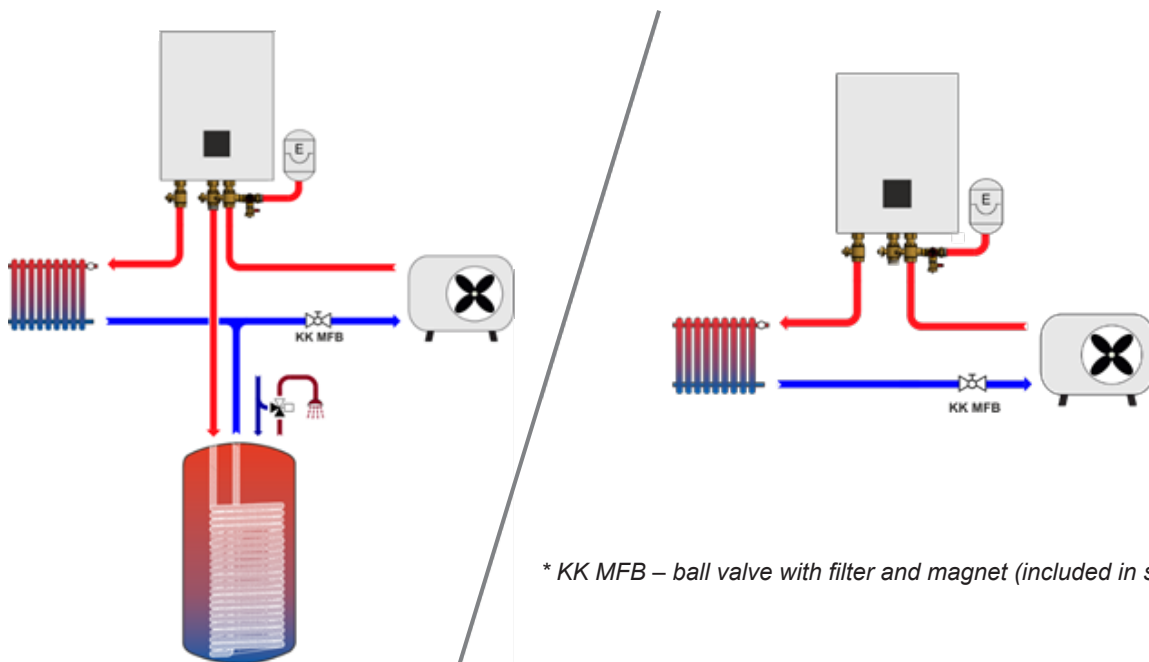 E
E
KK MFB
KK MFB
* KK MFB – ball valve with filter and magnet (included in